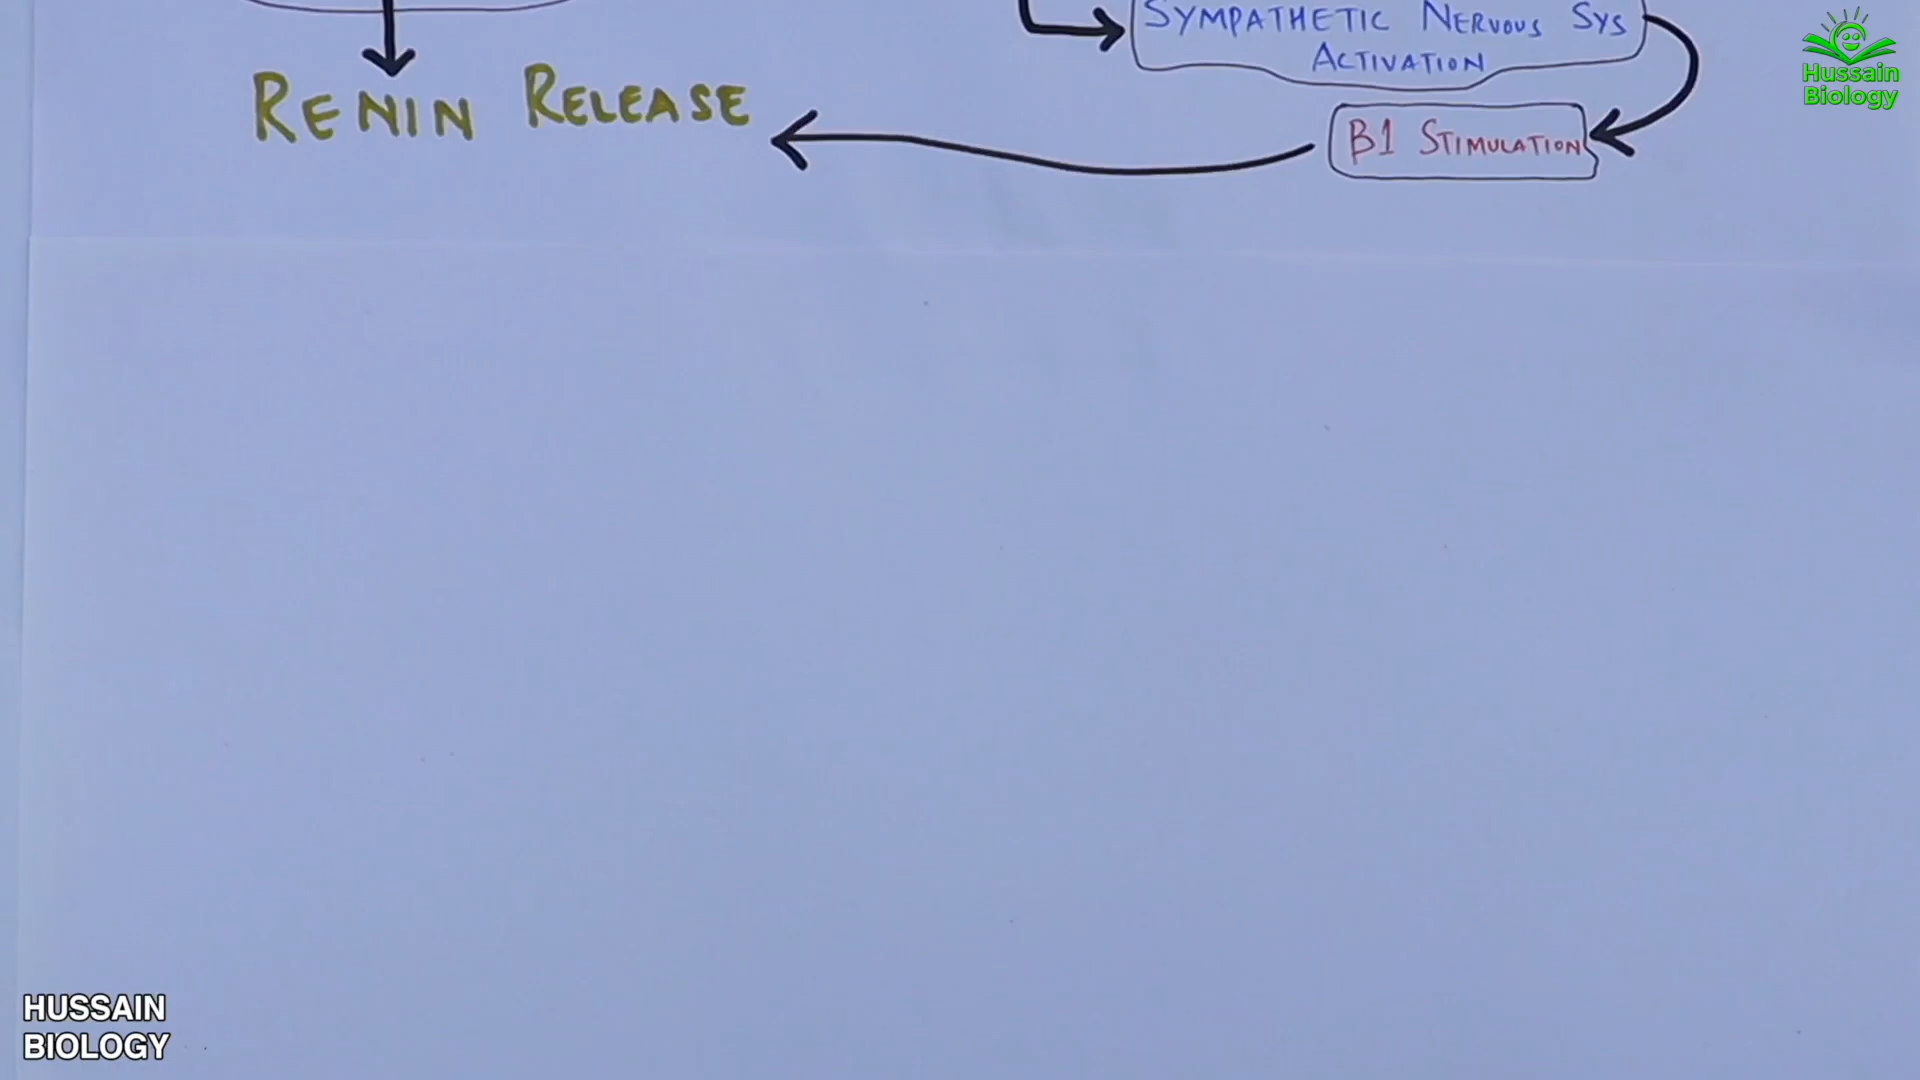 SYMPATHETIC NERVOUS SYS
ACTIVATION
RENIN RELEASE
B1 STIMULATION
Hussain
Biology
HUSSAIN
BIOLOGY